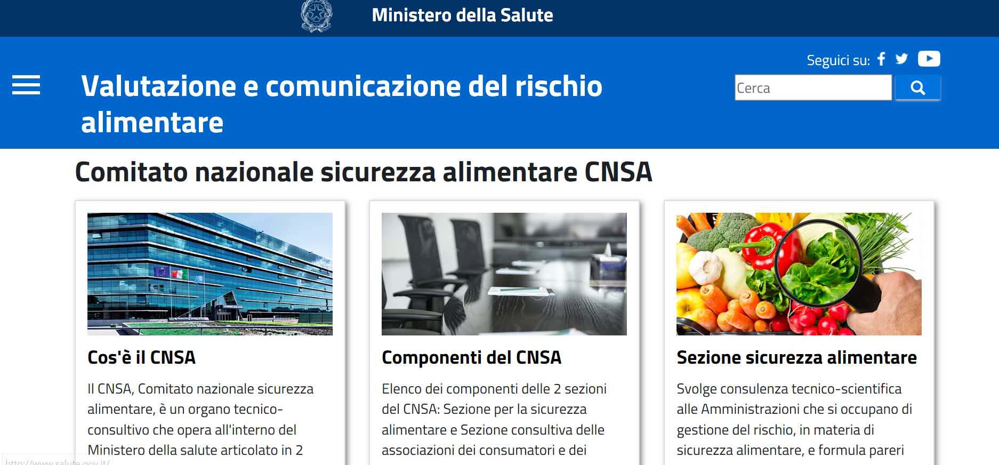 Ministero della Salute
Seguici su:
Cerca
Valutazione e comunicazione del rischio
alimentare
Comitato nazionale sicurezza alimentare CNSA
Cos'è il CNSA
Il CNSA, Comitato nazionale sicurezza
alimentare, è un organo tecnico-
consultivo che opera all'interno del
Ministero della salute articolato in 2
Componenti del CNSA
Elenco dei componenti delle 2 sezioni
del CNSA: Sezione per la sicurezza
alimentare e Sezione consultiva delle
associazioni dei consumatori e dei
Sezione sicurezza alimentare
Svolge consulenza tecnico-scientifica
alle Amministrazioni che si occupano di
gestione del rischio, in materia di
sicurezza alimentare, e formula pareri
http://www.salute.gov.it/